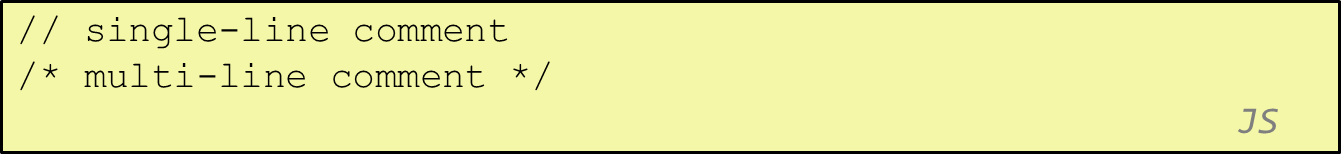 // single-line comment
/* multi-line comment */
JS